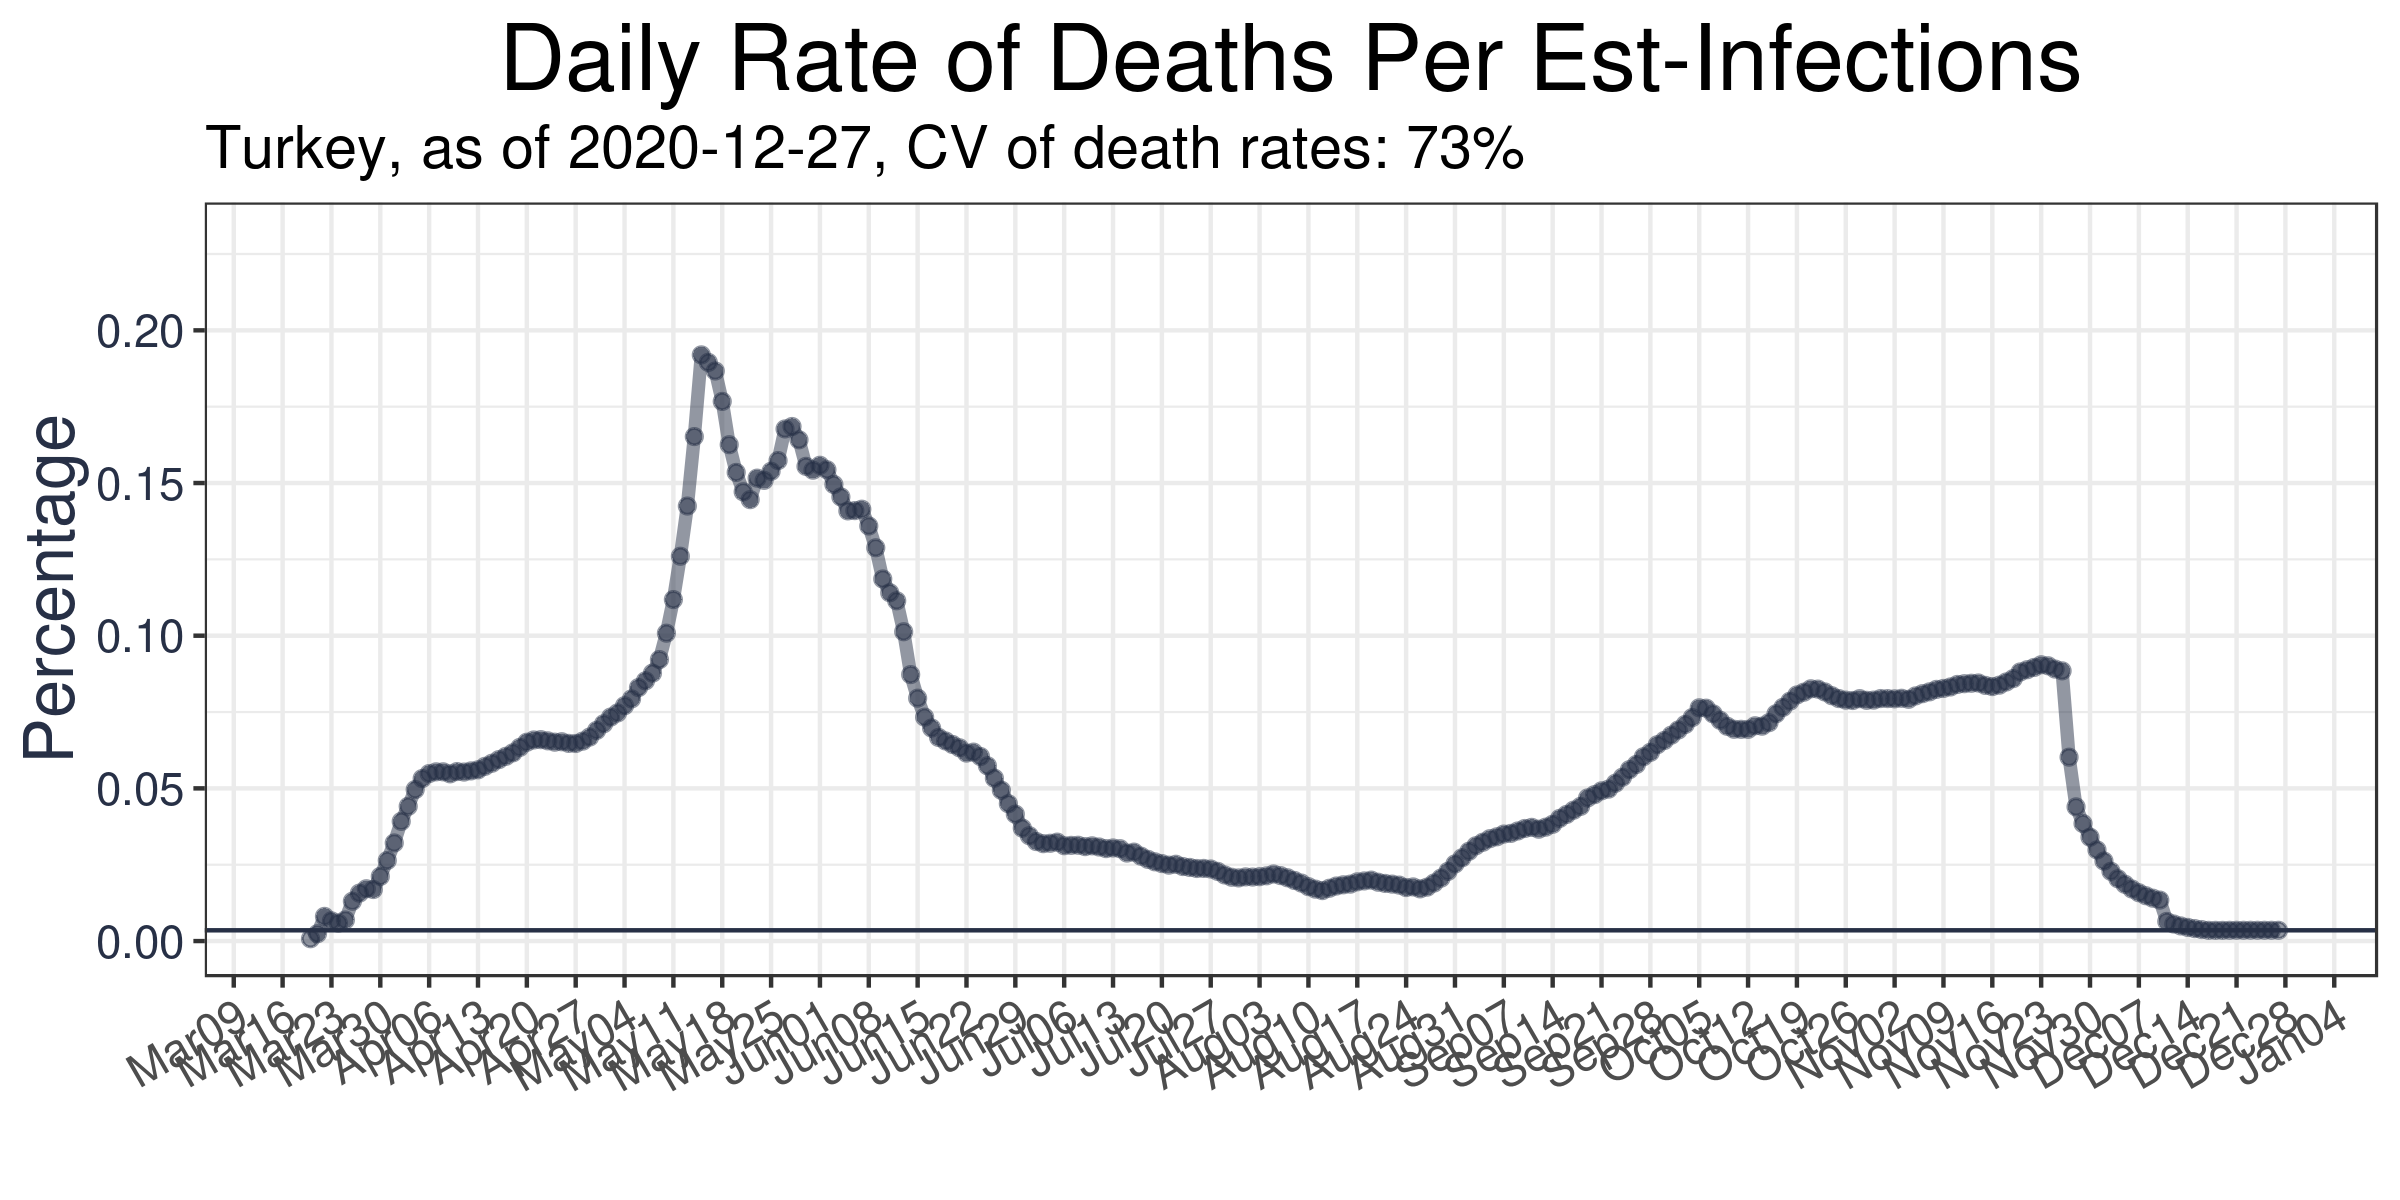 Daily Rate of Deaths Per Est-Infections
Turkey, as of 2020-12-27, CV of death rates: 73%
Percentage
0.20
0.15
0.10
0.05
0.00
Mar09
Mar16
Mar23
Mar30
Apr06
Apr13
Apr20
Apr27
May04
May11
May18
May25
Jun01
Jun08
Jun15
Jun22
Jun29
Jul06
Jul13
Jul20
Jul27
Aug03
Aug10
Aug17
Aug24
Aug31
Sep07
Sep14
Sep21
Sep28
Oct05
Oct12
Oct19
Oct26
Nov02
Nov09
Nov16
Nov23
Nov30
Dec07
Dec14
Dec21
Dec28
Jan04